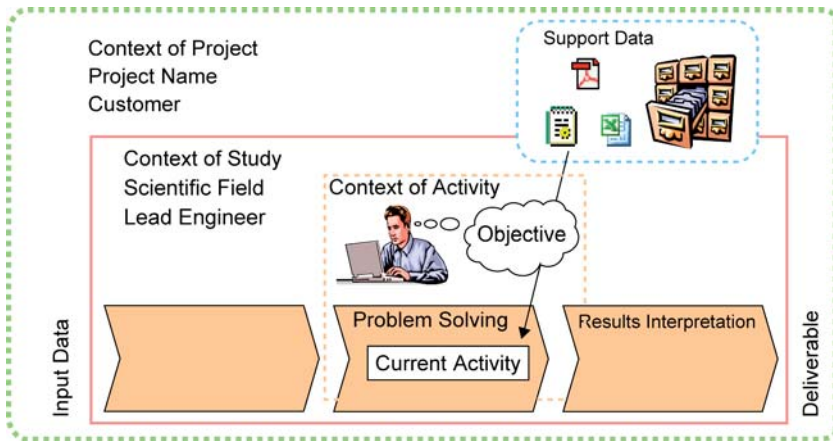 Context of Project
Project Name
Customer
Support Data
Context of Study
Scientific Field
Lead Engineer
Context of Activity
Objective
Problem Solving
Current Activity
Results Interpretation
Input Data
Deliverable